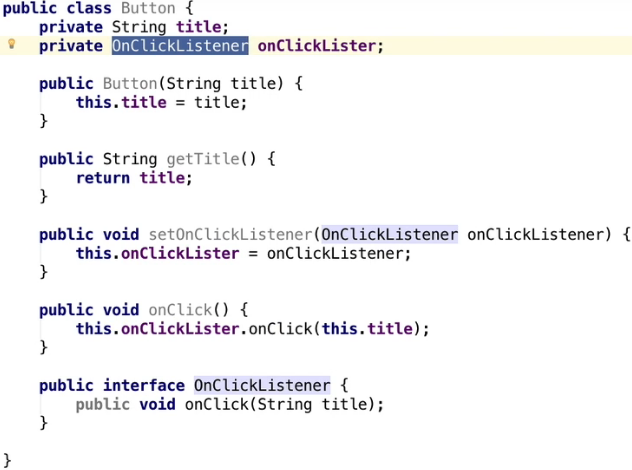 public class Button {
    private String title;
    private OnClickListener onClickLister;

    public Button(String title) {
        this.title = title;
    }

    public String getTitle() {
        return title;
    }

    public void setOnClickListener(OnClickListener onClickListener) {
        this.onClickLister = onClickListener;
    }

    public void onClick() {
        this.onClickLister.onClick(this.title);
    }

    public interface OnClickListener {
        public void onClick(String title);
    }

}